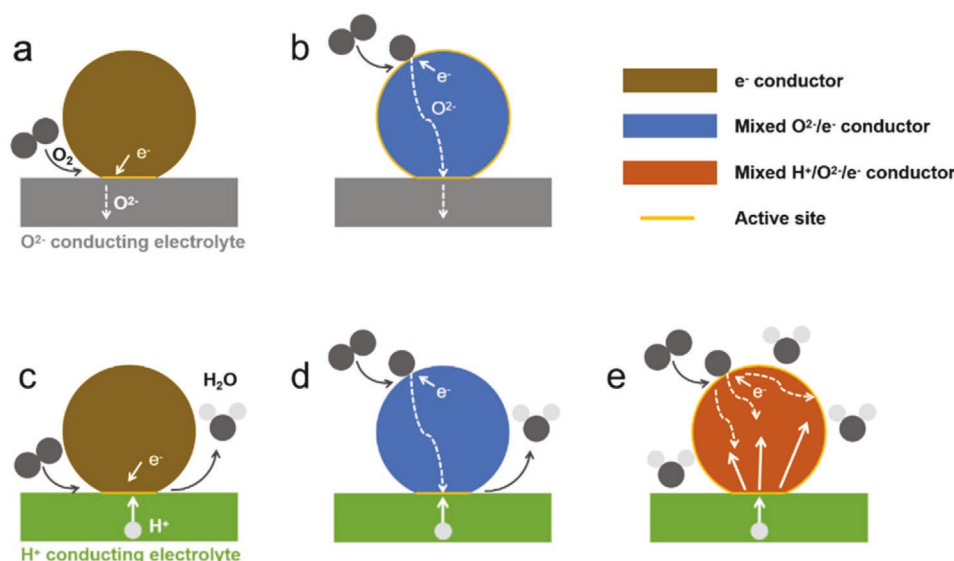 a
O₂
e⁻
O²⁻
O²⁻ conducting electrolyte
b
e⁻
O²⁻
e⁻ conductor
Mixed O²⁻/e⁻ conductor
Mixed H⁺/O²⁻/e⁻ conductor
Active site
c
H₂O
e⁻
H⁺
H⁺ conducting electrolyte
d
e⁻
e
e⁻